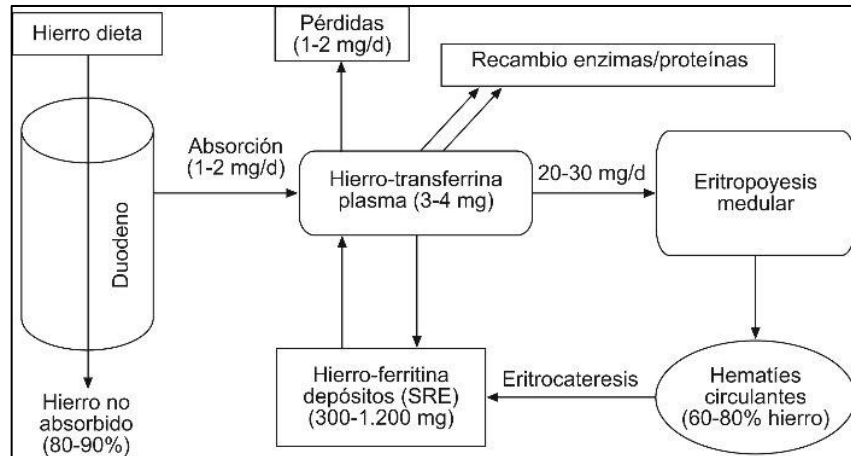 Hierro dieta
Pérdidas
(1-2 mg/d)
Recambio enzimas/proteínas
Duodeno
Absorción
(1-2 mg/d)
Hierro-transferrina
plasma (3-4 mg)
20-30 mg/d
Eritropoyesis
medular
Hierro no
absorbido
(80-90%)
Hierro-ferritina
depósitos (SRE)
(300-1.200 mg)
Eritrocateresis
Hematíes
circulantes
(60-80% hierro)